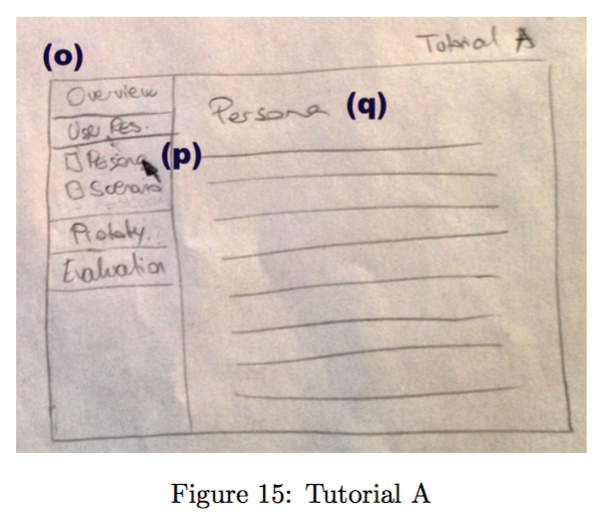 (o)
Tutorial A
Overview
User Res.
Persona (p)
Scenario
Prototy.
Evaluation
Persona (q)
Figure 15: Tutorial A